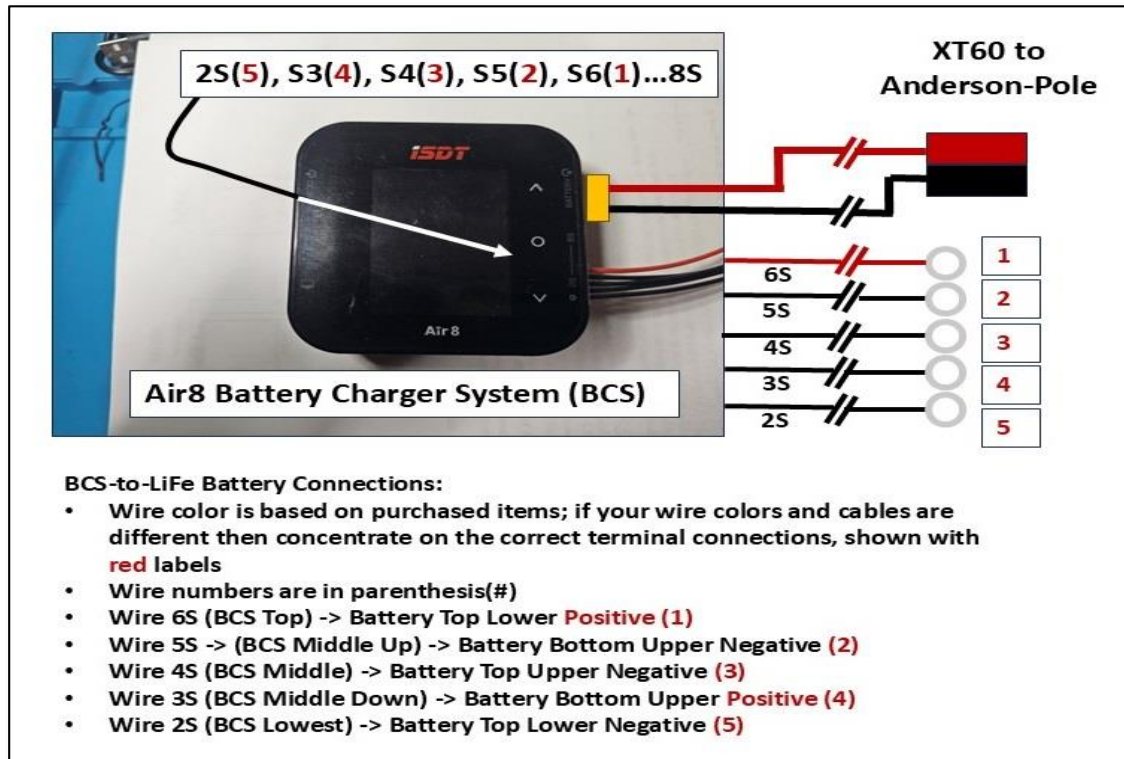 2S(5), S3(4), S4(3), S5(2), S6(1)...8S
XT60 to
Anderson-Pole
iSDT
BATTERY
Air8
Air8 Battery Charger System (BCS)
6S
5S
4S
3S
2S
1
2
3
4
5
BCS-to-LiFe Battery Connections:
• Wire color is based on purchased items; if your wire colors and cables are
different then concentrate on the correct terminal connections, shown with
red labels
• Wire numbers are in parenthesis(#)
• Wire 6S (BCS Top) -> Battery Top Lower Positive (1)
• Wire 5S -> (BCS Middle Up) -> Battery Bottom Upper Negative (2)
• Wire 4S (BCS Middle) -> Battery Top Upper Negative (3)
• Wire 3S (BCS Middle Down) -> Battery Bottom Upper Positive (4)
• Wire 2S (BCS Lowest) -> Battery Top Lower Negative (5)